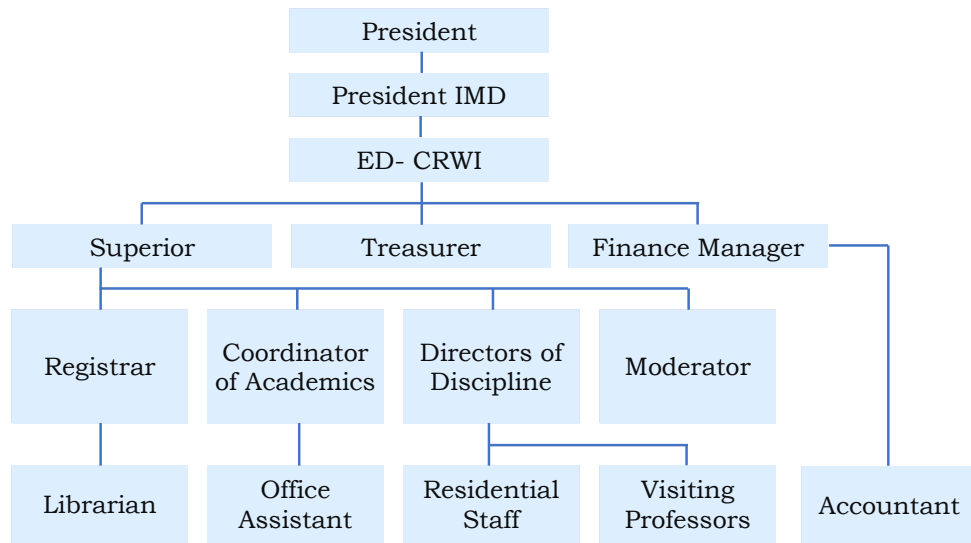 President
President IMD
ED- CRWI
Superior
Treasurer
Finance Manager
Registrar
Coordinator
of Academics
Directors of
Discipline
Moderator
Librarian
Office
Assistant
Residential
Staff
Visiting
Professors
Accountant